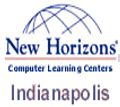 New Horizons®
Computer Learning Centers
Indianapolis